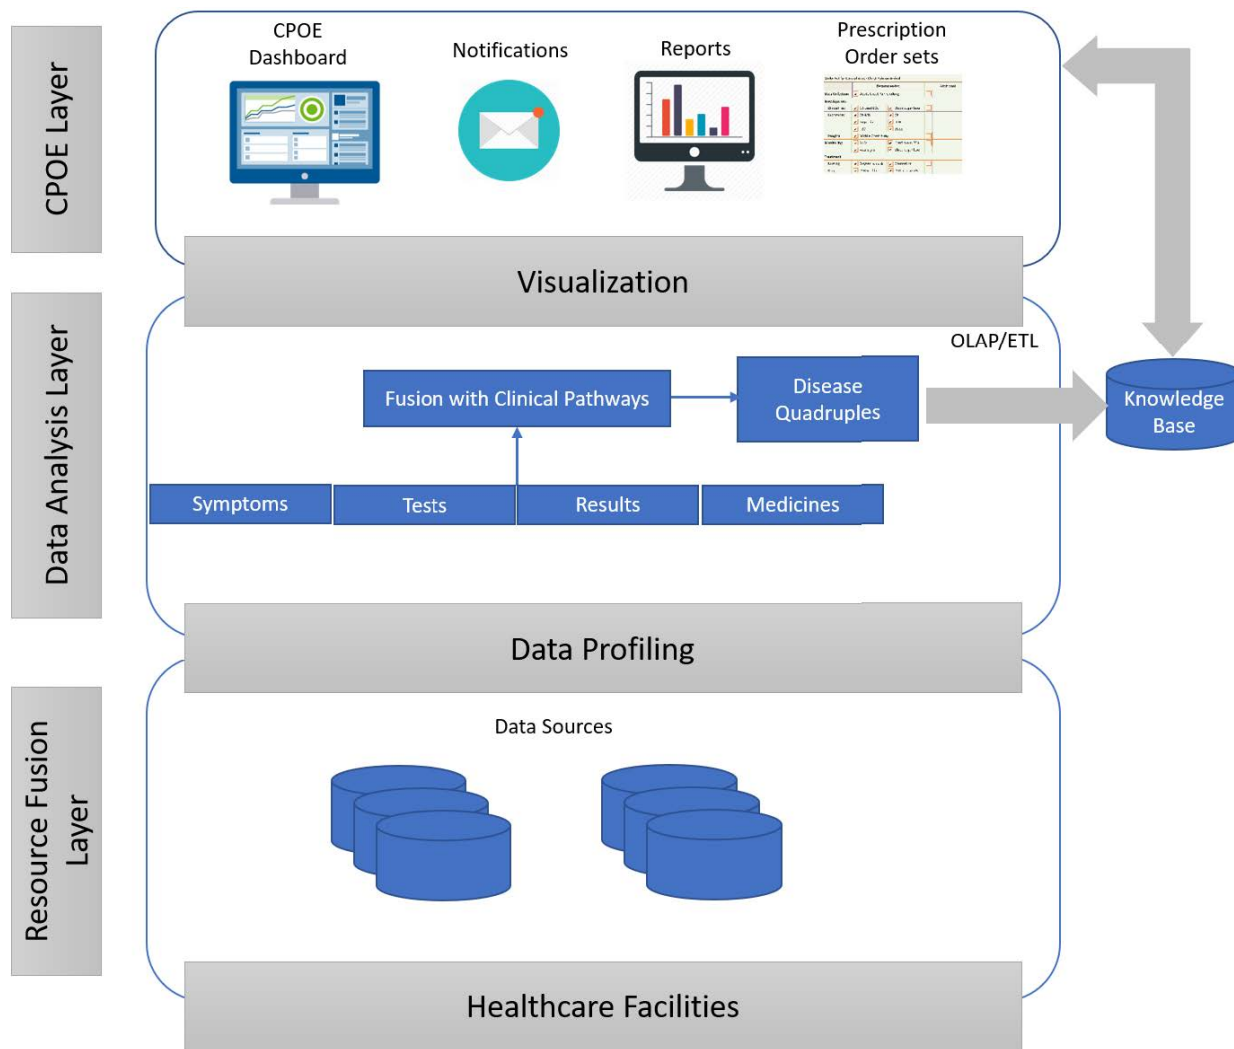 CPOE Layer
CPOE
Dashboard
Notifications
Reports
Prescription
Order sets
Visualization
Data Analysis Layer
OLAP/ETL
Fusion with Clinical Pathways
Disease
Quadruples
Knowledge
Base
Symptoms
Tests
Results
Medicines
Data Profiling
Resource Fusion
Layer
Data Sources
Healthcare Facilities